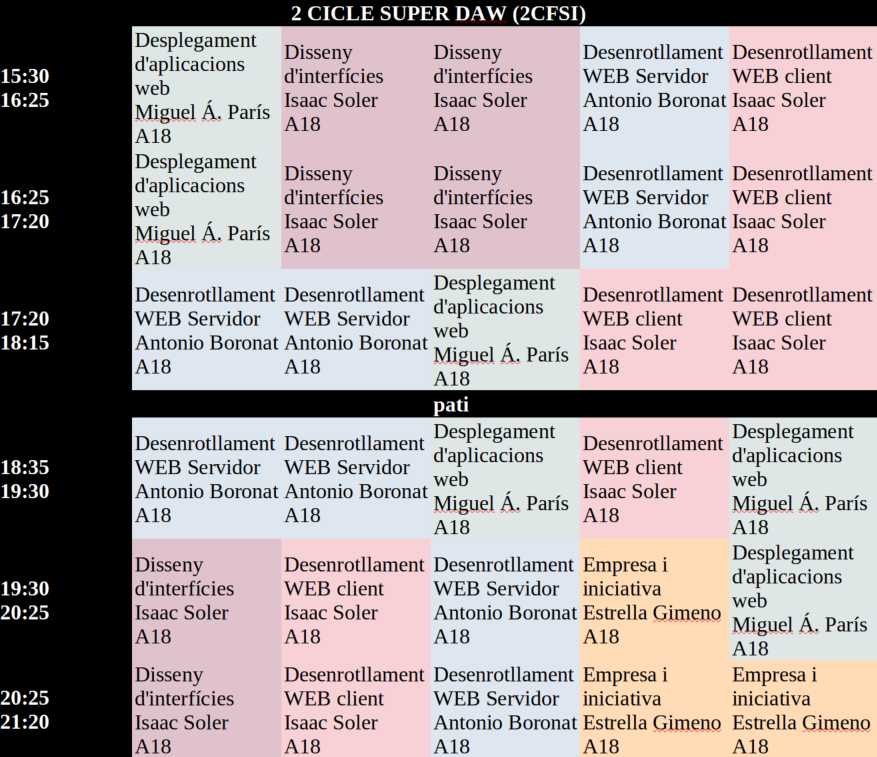 2 CICLE SUPER DAW (2CFSI)
15:30
16:25
Desplegament
d'aplicacions
web
Miguel Á. París
A18
Disseny
d'interfícies
Isaac Soler
A18
Disseny
d'interfícies
Isaac Soler
A18
Desenrotllament
WEB Servidor
Antonio Boronat
A18
Desenrotllament
WEB client
Isaac Soler
A18
16:25
17:20
Desplegament
d'aplicacions
web
Miguel Á. París
A18
Disseny
d'interfícies
Isaac Soler
A18
Disseny
d'interfícies
Isaac Soler
A18
Desenrotllament
WEB Servidor
Antonio Boronat
A18
Desenrotllament
WEB client
Isaac Soler
A18
17:20
18:15
Desenrotllament
WEB Servidor
Antonio Boronat
A18
Desenrotllament
WEB Servidor
Antonio Boronat
A18
Desplegament
d'aplicacions
web
Miguel Á. París
A18
Desenrotllament
WEB client
Isaac Soler
A18
Desenrotllament
WEB client
Isaac Soler
A18
pati
18:35
19:30
Desenrotllament
WEB Servidor
Antonio Boronat
A18
Desenrotllament
WEB Servidor
Antonio Boronat
A18
Desplegament
d'aplicacions
web
Miguel Á. París
A18
Desenrotllament
WEB client
Isaac Soler
A18
Desplegament
d'aplicacions
web
Miguel Á. París
A18
19:30
20:25
Disseny
d'interfícies
Isaac Soler
A18
Desenrotllament
WEB client
Isaac Soler
A18
Desenrotllament
WEB Servidor
Antonio Boronat
A18
Empresa i
iniciativa
Estrella Gimeno
A18
Desplegament
d'aplicacions
web
Miguel Á. París
A18
20:25
21:20
Disseny
d'interfícies
Isaac Soler
A18
Desenrotllament
WEB client
Isaac Soler
A18
Desenrotllament
WEB Servidor
Antonio Boronat
A18
Empresa i
iniciativa
Estrella Gimeno
A18
Empresa i
iniciativa
Estrella Gimeno
A18